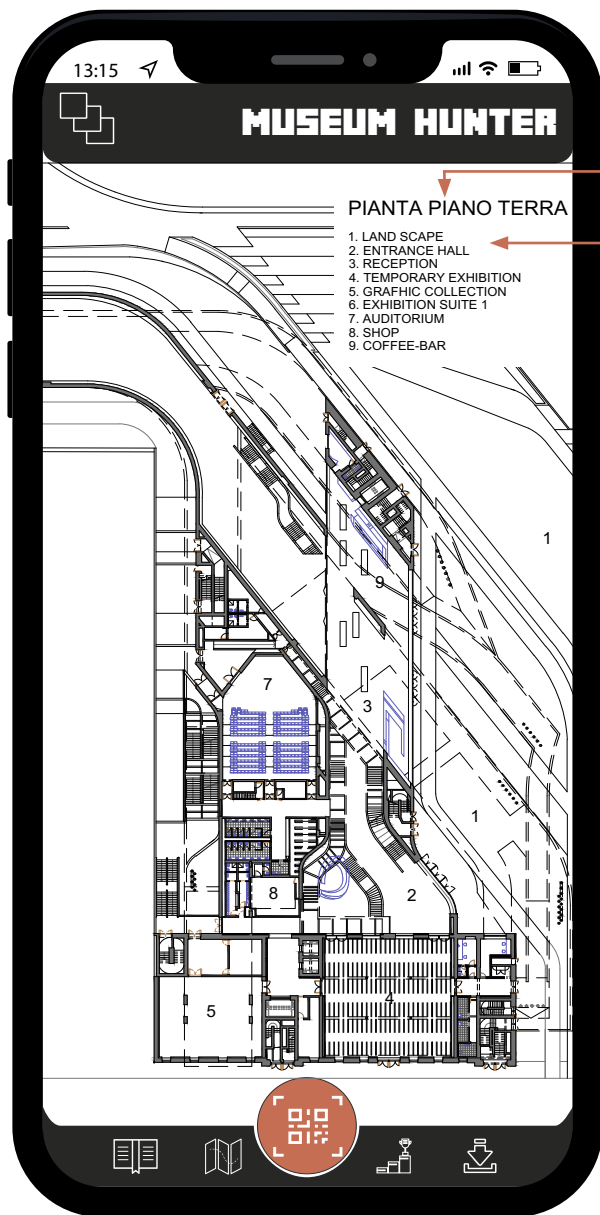 13:15
MUSEUM HUNTER
PIANTA PIANO TERRA
1. LAND SCAPE
2. ENTRANCE HALL
3. RECEPTION
4. TEMPORARY EXHIBITION
5. GRAFHIC COLLECTION
6. EXHIBITION SUITE 1
7. AUDITORIUM
8. SHOP
9. COFFEE-BAR
1
9
7
3
1
8
2
4
5